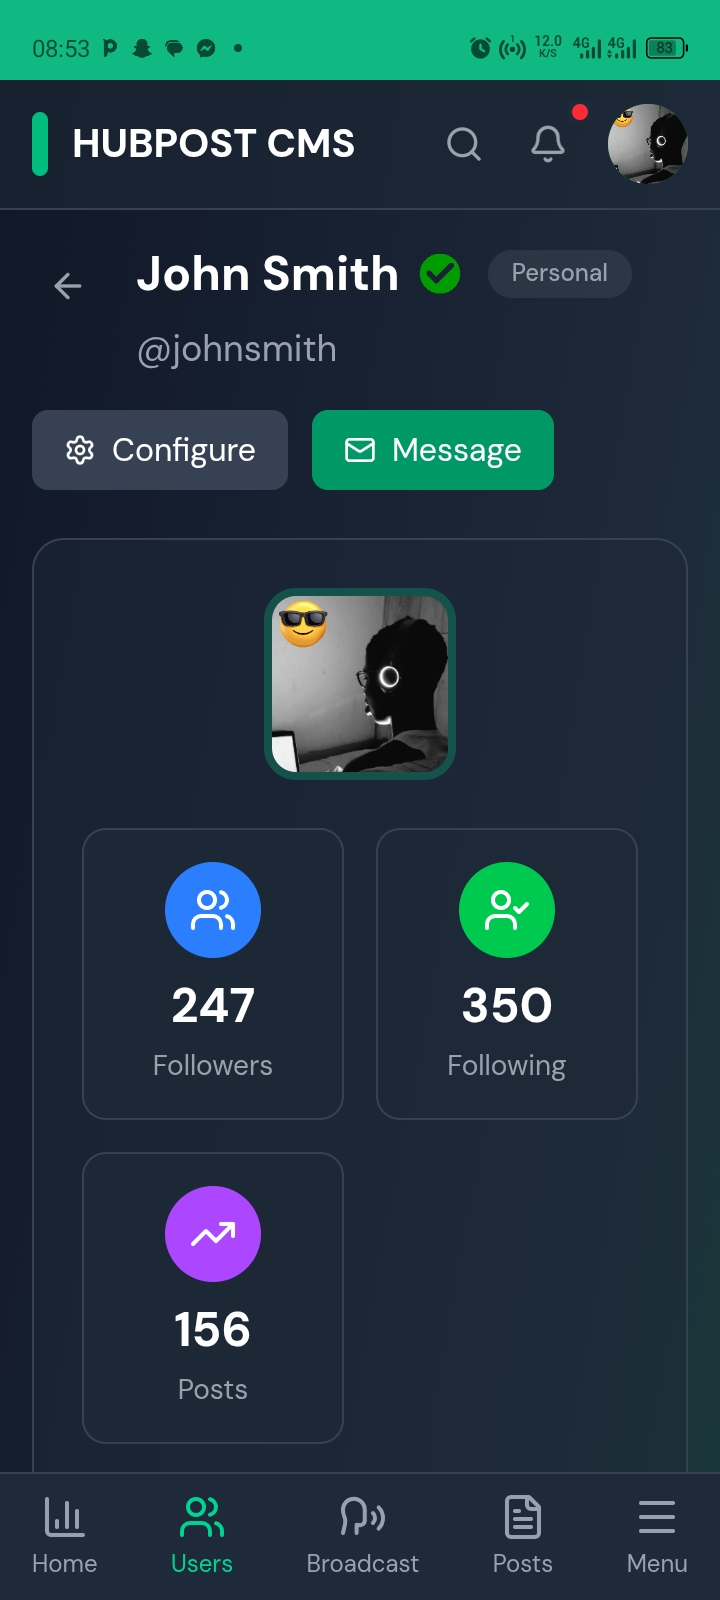 08:53
12.0 K/S 4G 4G 83
HUBPOST CMS
John Smith Personal
@johnsmith
Configure Message
247 350
Followers Following
156
Posts
Home Users Broadcast Posts Menu